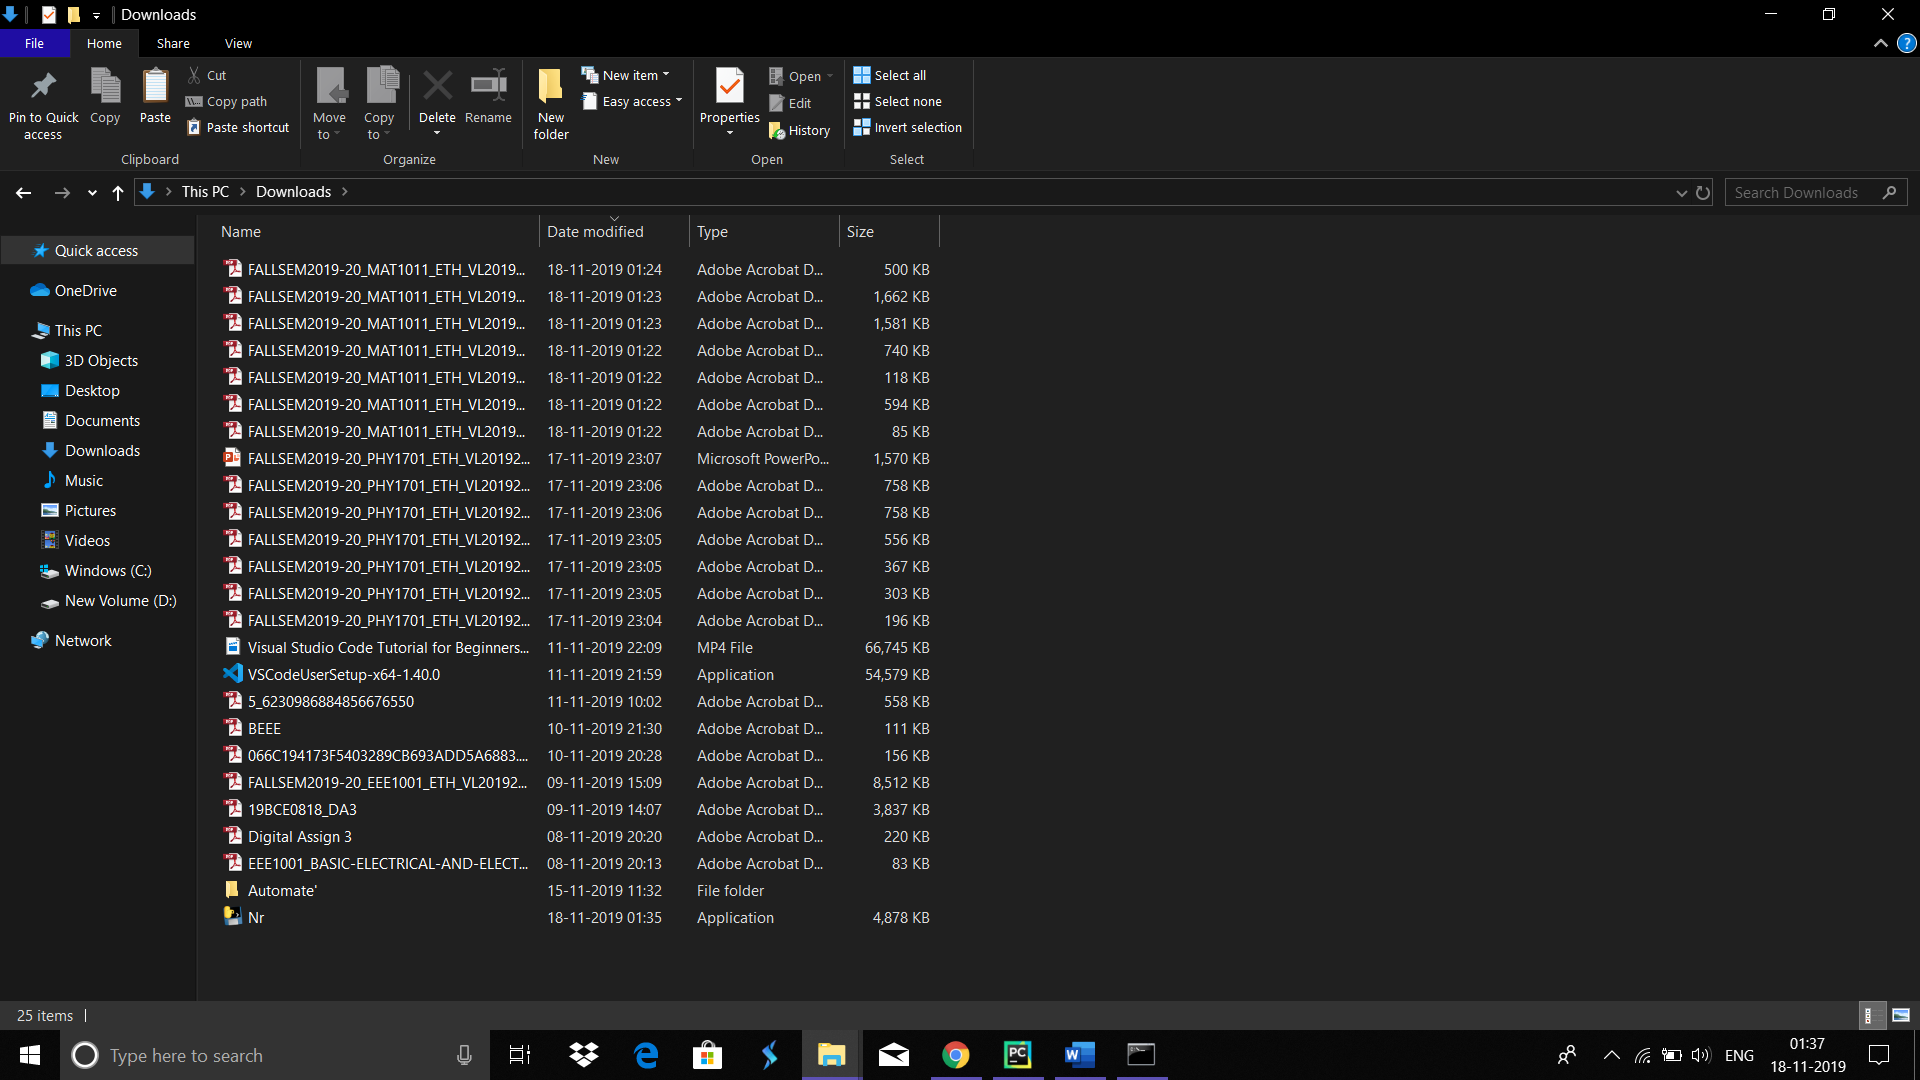 Downloads
File Home Share View
Pin to Quick access
Copy
Paste
Cut
Copy path
Paste shortcut
Clipboard
Move to
Copy to
Delete
Rename
Organize
New folder
New item
Easy access
New
Properties
Open
Edit
History
Open
Select all
Select none
Invert selection
Select
This PC > Downloads >
Search Downloads
Quick access
OneDrive
This PC
3D Objects
Desktop
Documents
Downloads
Music
Pictures
Videos
Windows (C:)
New Volume (D:)
Network
Name Date modified Type Size
FALLSEM2019-20_MAT1011_ETH_VL2019... 18-11-2019 01:24 Adobe Acrobat D... 500 KB
FALLSEM2019-20_MAT1011_ETH_VL2019... 18-11-2019 01:23 Adobe Acrobat D... 1,662 KB
FALLSEM2019-20_MAT1011_ETH_VL2019... 18-11-2019 01:23 Adobe Acrobat D... 1,581 KB
FALLSEM2019-20_MAT1011_ETH_VL2019... 18-11-2019 01:22 Adobe Acrobat D... 740 KB
FALLSEM2019-20_MAT1011_ETH_VL2019... 18-11-2019 01:22 Adobe Acrobat D... 118 KB
FALLSEM2019-20_MAT1011_ETH_VL2019... 18-11-2019 01:22 Adobe Acrobat D... 594 KB
FALLSEM2019-20_MAT1011_ETH_VL2019... 18-11-2019 01:22 Adobe Acrobat D... 85 KB
FALLSEM2019-20_PHY1701_ETH_VL20192... 17-11-2019 23:07 Microsoft PowerPo... 1,570 KB
FALLSEM2019-20_PHY1701_ETH_VL20192... 17-11-2019 23:06 Adobe Acrobat D... 758 KB
FALLSEM2019-20_PHY1701_ETH_VL20192... 17-11-2019 23:06 Adobe Acrobat D... 758 KB
FALLSEM2019-20_PHY1701_ETH_VL20192... 17-11-2019 23:05 Adobe Acrobat D... 556 KB
FALLSEM2019-20_PHY1701_ETH_VL20192... 17-11-2019 23:05 Adobe Acrobat D... 367 KB
FALLSEM2019-20_PHY1701_ETH_VL20192... 17-11-2019 23:05 Adobe Acrobat D... 303 KB
FALLSEM2019-20_PHY1701_ETH_VL20192... 17-11-2019 23:04 Adobe Acrobat D... 196 KB
Visual Studio Code Tutorial for Beginners... 11-11-2019 22:09 MP4 File 66,745 KB
VSCodeUserSetup-x64-1.40.0 11-11-2019 21:59 Application 54,579 KB
5_6230986884856676550 11-11-2019 10:02 Adobe Acrobat D... 558 KB
BEEE 10-11-2019 21:30 Adobe Acrobat D... 111 KB
066C194173F5403289CB693ADD5A6883.... 10-11-2019 20:28 Adobe Acrobat D... 156 KB
FALLSEM2019-20_EEE1001_ETH_VL20192... 09-11-2019 15:09 Adobe Acrobat D... 8,512 KB
19BCE0818_DA3 09-11-2019 14:07 Adobe Acrobat D... 3,837 KB
Digital Assign 3 08-11-2019 20:20 Adobe Acrobat D... 220 KB
EEE1001_BASIC-ELECTRICAL-AND-ELECT... 08-11-2019 20:13 Adobe Acrobat D... 83 KB
Automate' 15-11-2019 11:32 File folder
Nr 18-11-2019 01:35 Application 4,878 KB
25 items
Type here to search
PC
W
ENG
01:37
18-11-2019